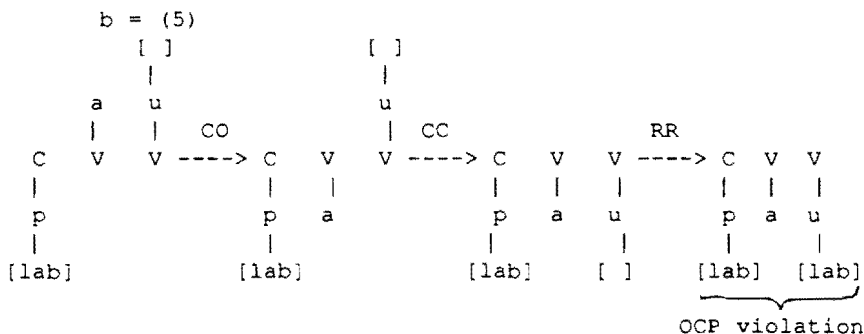 b = (5)
[ ] [ ]
| |
a u u
| | CO | CC RR
C V V ----> C V V ----> C V V ----> C V V
| | | | | | | | |
p p a p a u p a u
| | | | | |
[lab] [lab] [lab] [ ] [lab] [lab]
OCP violation